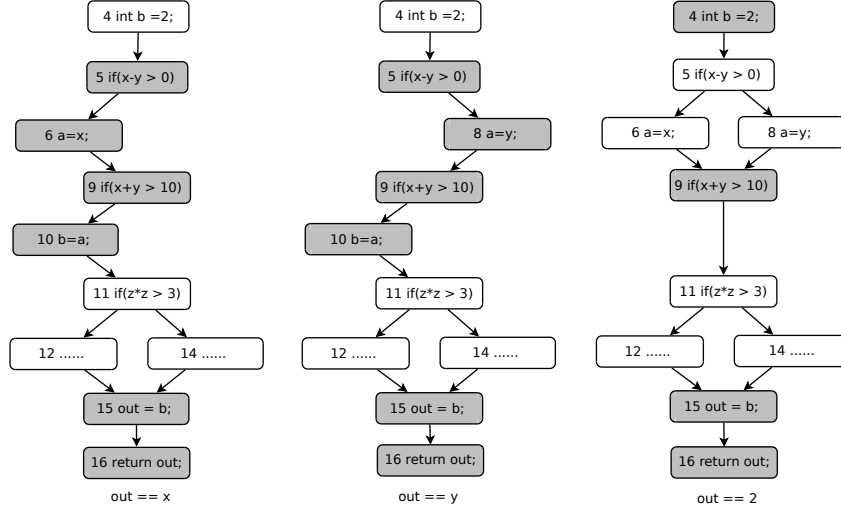 4 int b =2;
5 if(x-y > 0)
6 a=x;
9 if(x+y > 10)
10 b=a;
11 if(z*z > 3)
12 ......
14 ......
15 out = b;
16 return out;
out == x
4 int b =2;
5 if(x-y > 0)
8 a=y;
9 if(x+y > 10)
10 b=a;
11 if(z*z > 3)
12 ......
14 ......
15 out = b;
16 return out;
out == y
4 int b =2;
5 if(x-y > 0)
6 a=x;
8 a=y;
9 if(x+y > 10)
11 if(z*z > 3)
12 ......
14 ......
15 out = b;
16 return out;
out == 2